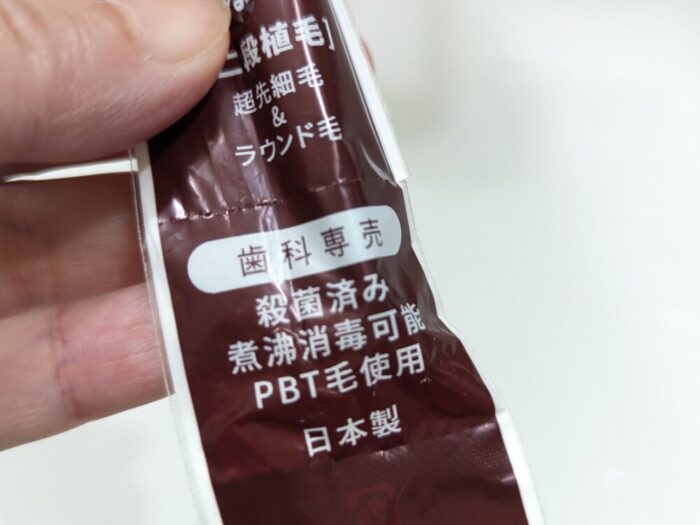 二段植毛]
超先細毛
&
ラウンド毛
歯科専売
殺菌済み
煮沸消毒可能
PBT毛使用
日本製